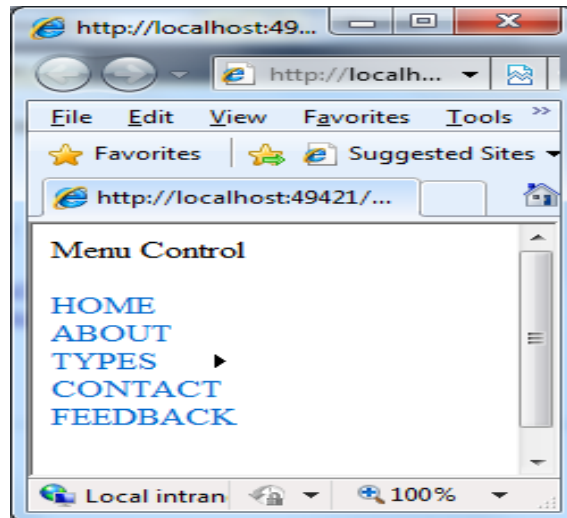 http://localhost:49...
http://localh...
File Edit View Favorites Tools »
Favorites Suggested Sites
http://localhost:49421/...
Menu Control
HOME
ABOUT
TYPES
CONTACT
FEEDBACK
Local intran 100%